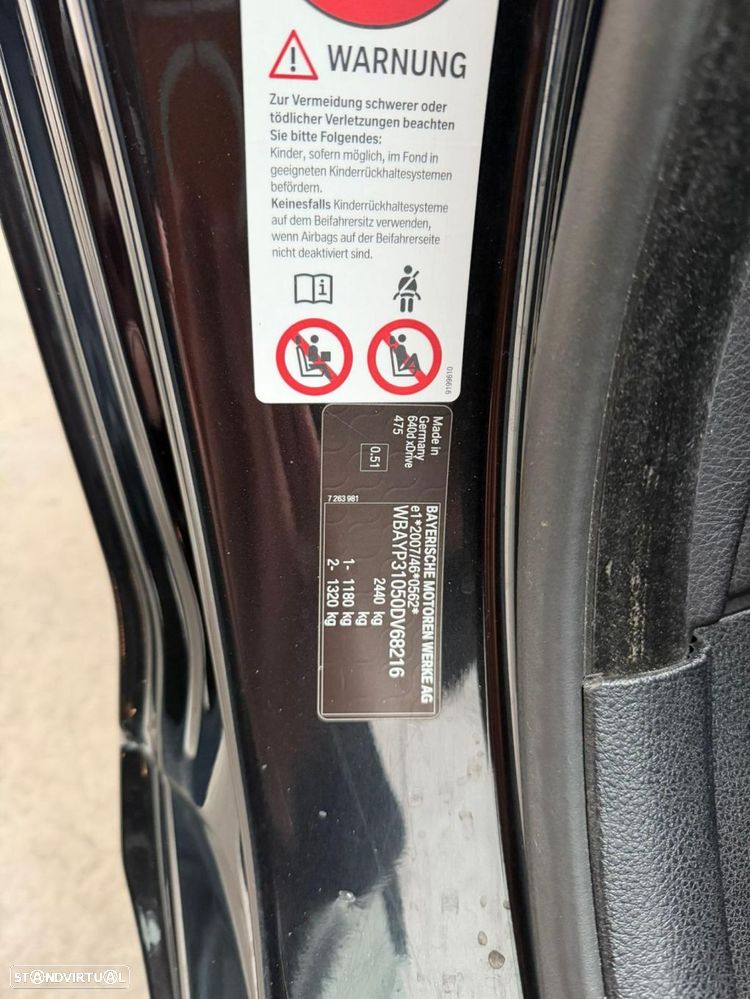 WARNUNG
Zur Vermeidung schwerer oder
tödlicher Verletzungen beachten
Sie bitte Folgendes:
Kinder, sofern möglich, im Fond in
geeigneten Kinderrückhaltesystemen
befördern.
Keinesfalls Kinderrückhaltesysteme
auf dem Beifahrersitz verwenden,
wenn Airbags auf der Beifahrerseite
nicht deaktiviert sind.
9199610
Made in
Germany
640d xDrive
475
0.51
7 263 981
BAYERISCHE MOTOREN WERKE AG
e1*2007/46*0562*
WBAYP31050DV68216
2440 kg
kg
1- 1180 kg
2- 1320 kg
STANDVIRTUAL